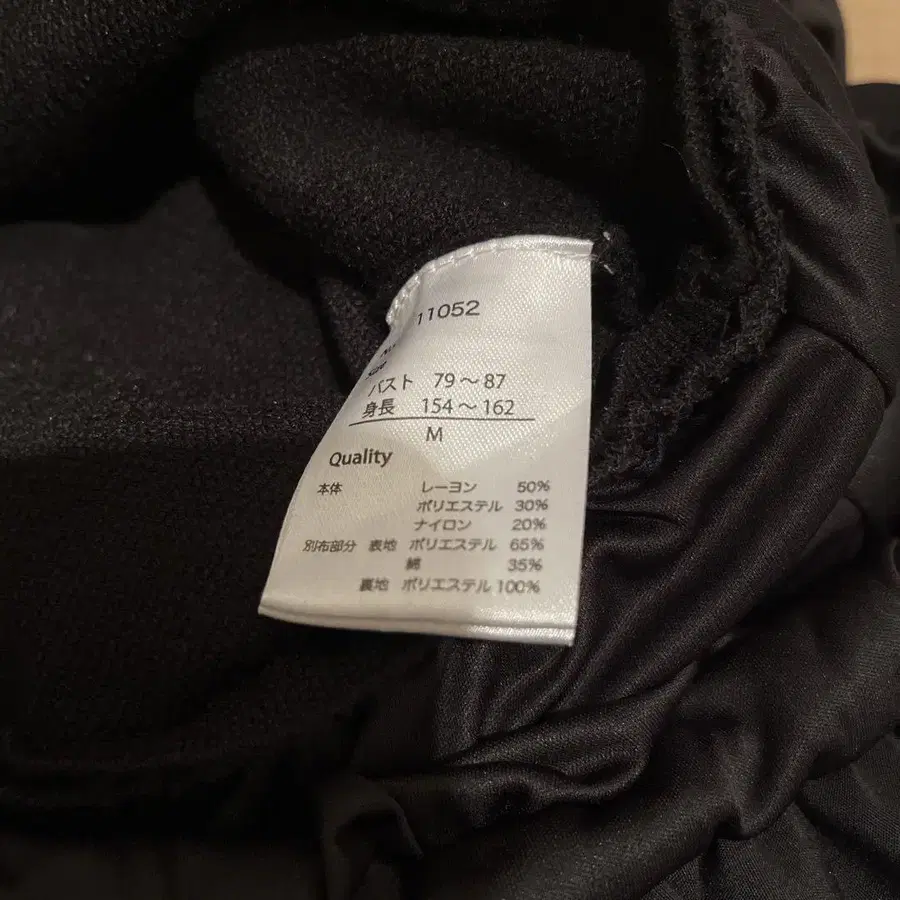 11052
Size
バスト 79～87
身長 154～162
M
Quality
本体 レーヨン 50%
ポリエステル 30%
ナイロン 20%
別布部分 表地 ポリエステル 65%
綿 35%
裏地 ポリエステル 100%